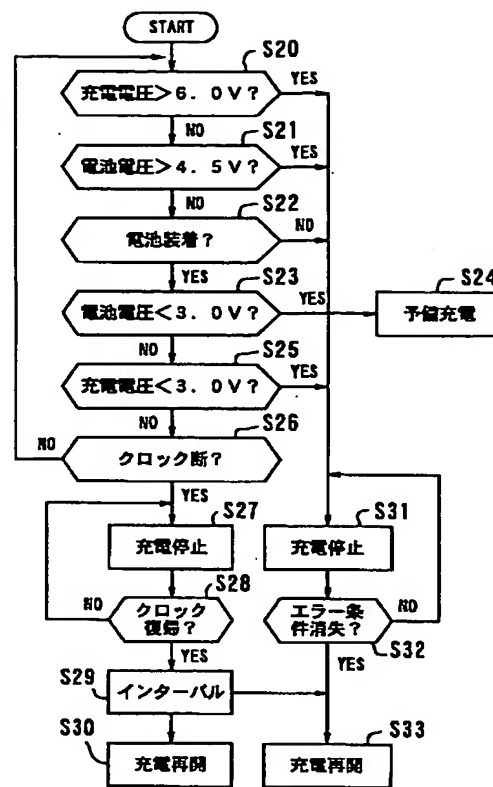 START
S20
充電電圧>6.0V?
YES
NO
S21
電池電圧>4.5V?
YES
NO
S22
電池装着?
NO
YES
S23
電池電圧<3.0V?
YES
S24
予備充電
NO
S25
充電電圧<3.0V?
YES
NO
S26
クロック断?
NO
YES
S27
充電停止
S31
充電停止
S28
クロック
復帰?
NO
YES
エラー条
件消失?
NO
S32
YES
S29
インターバル
S30
充電再開
S33
充電再開